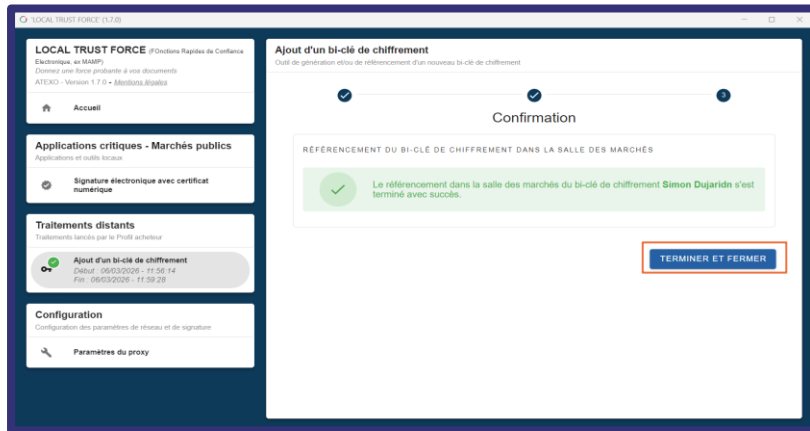 'LOCAL TRUST FORCE' (1.7.0)
LOCAL TRUST FORCE (FOnctions Rapides de Confiance
Electronique, ex MAMP)
Donnez une force probante à vos documents
ATEXO - Version 1.7.0 - Mentions légales
Accueil
Applications critiques - Marchés publics
Applications et outils locaux
Signature électronique avec certificat
numérique
Traitements distants
Traitements lancés par le Profil acheteur
Ajout d'un bi-clé de chiffrement
Début : 06/03/2026 - 11:56:14
Fin : 06/03/2026 - 11:59:28
Configuration
Configuration des paramètres de réseau et de signature
Paramètres du proxy
Ajout d'un bi-clé de chiffrement
Outil de génération et/ou de référencement d'un nouveau bi-clé de chiffrement
3
Confirmation
RÉFÉRENCEMENT DU BI-CLÉ DE CHIFFREMENT DANS LA SALLE DES MARCHÉS
Le référencement dans la salle des marchés du bi-clé de chiffrement Simon Dujaridn s'est
terminé avec succès.
TERMINER ET FERMER